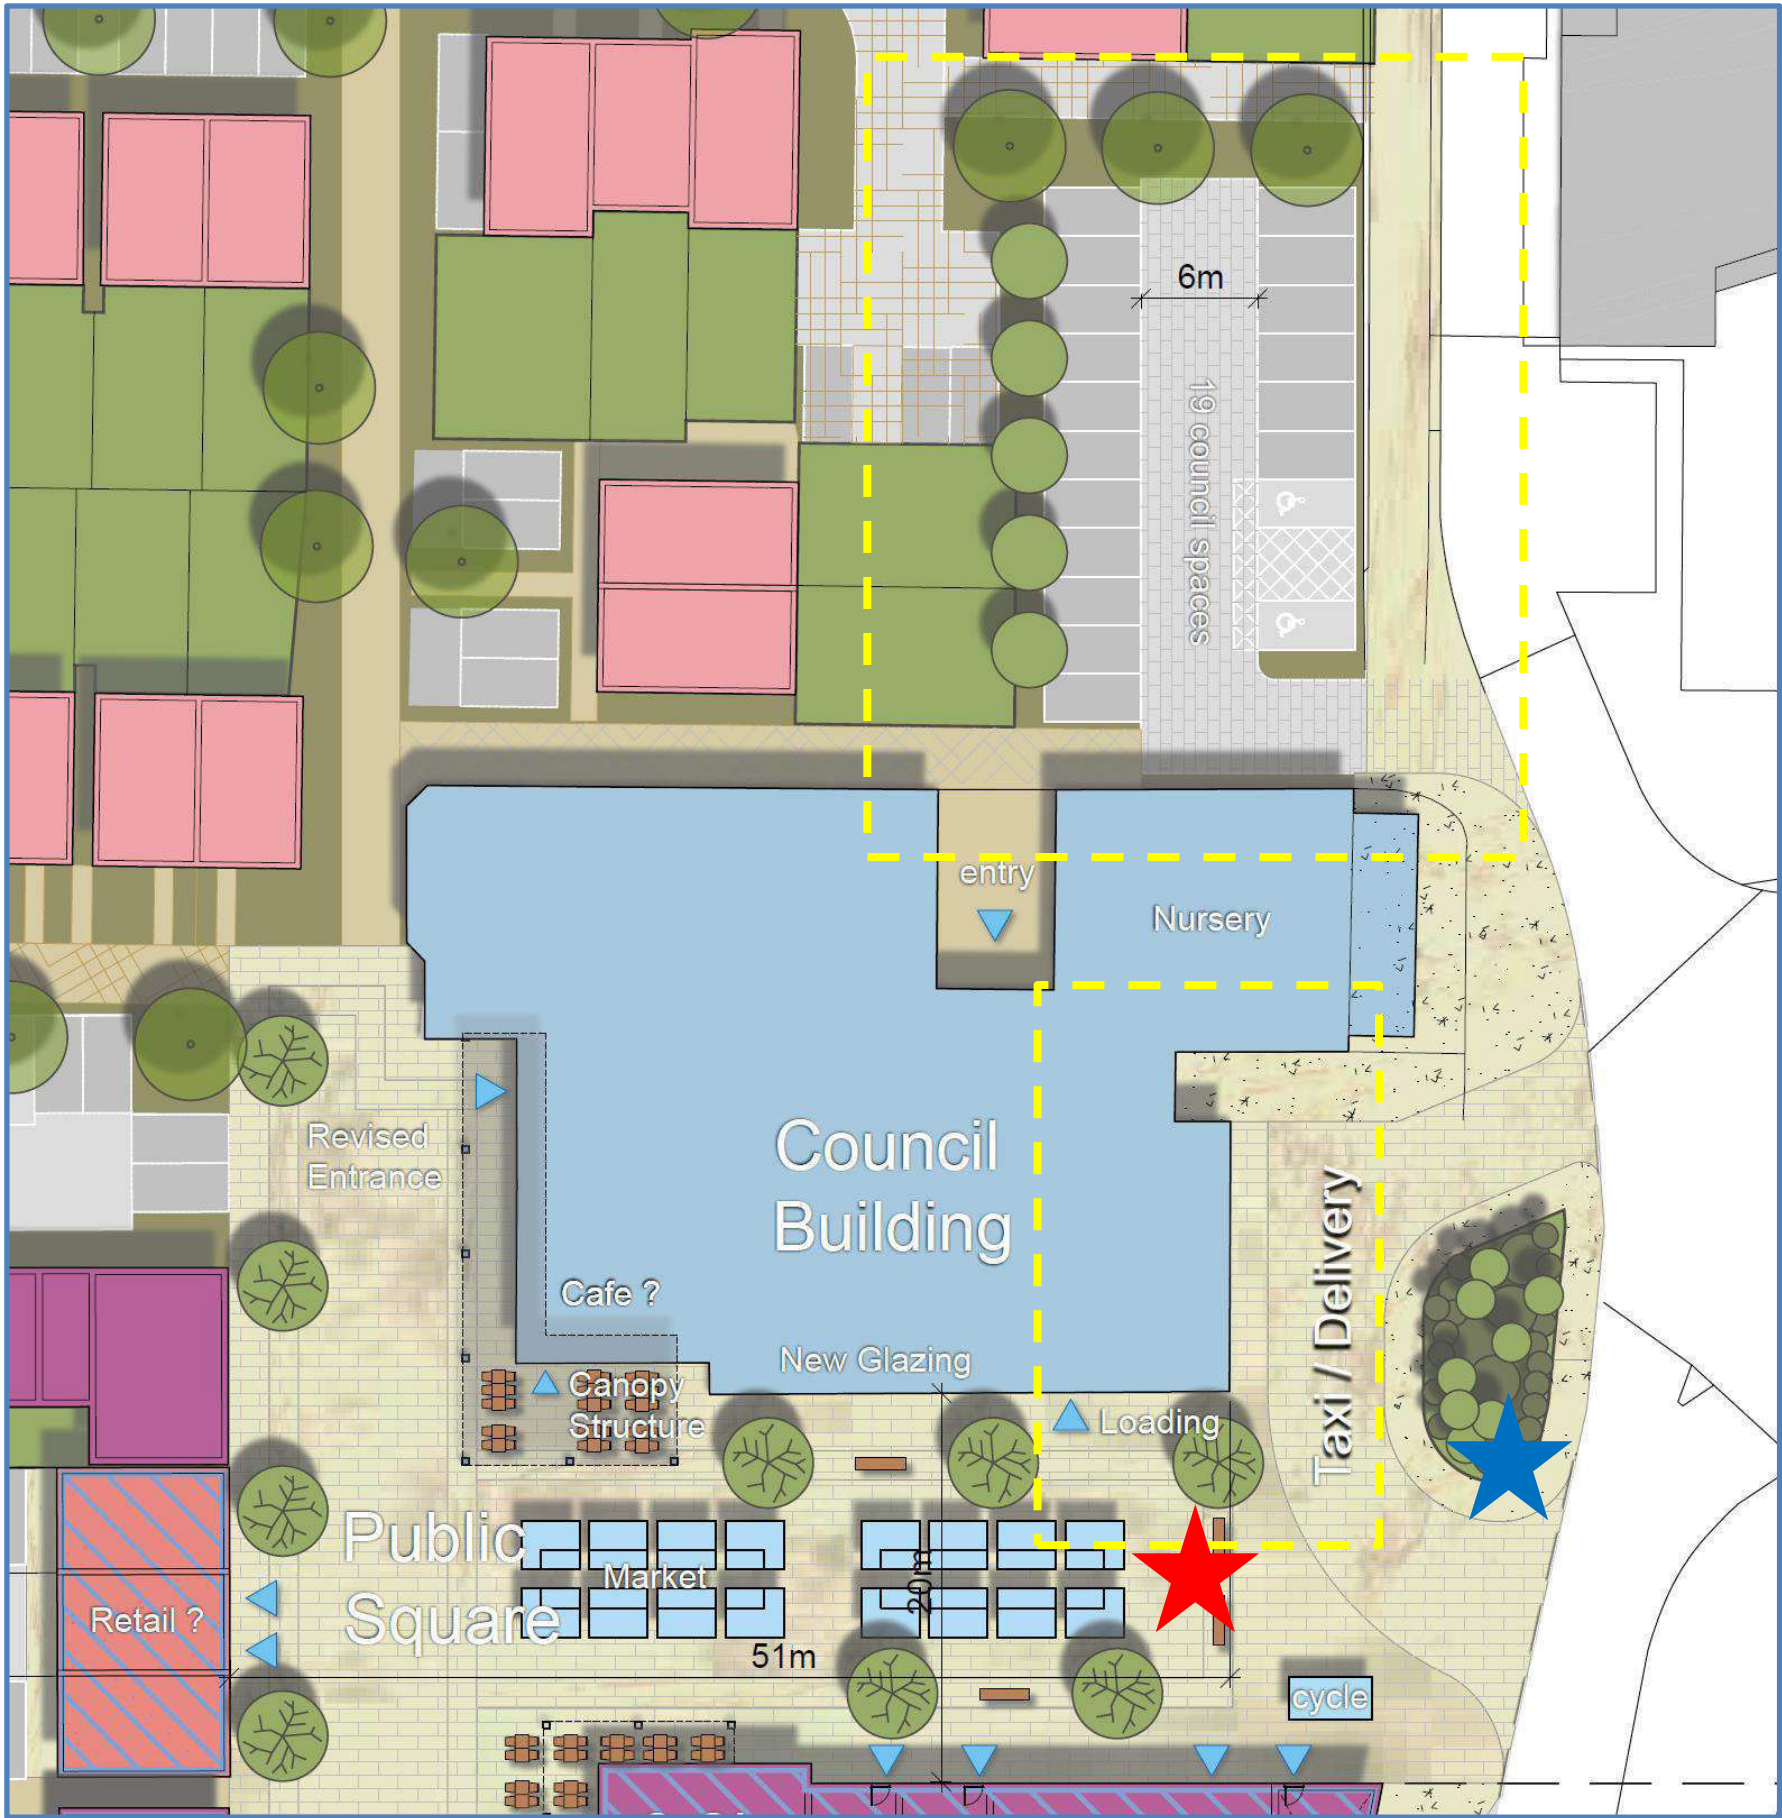 6m
19 council spaces
entry
Nursery
Council
Building
Revised
Entrance
Taxi / Delivery
Cafe ?
New Glazing
Canopy
Structure
Loading
Public
Square
Market
20m
Retail ?
51m
cycle